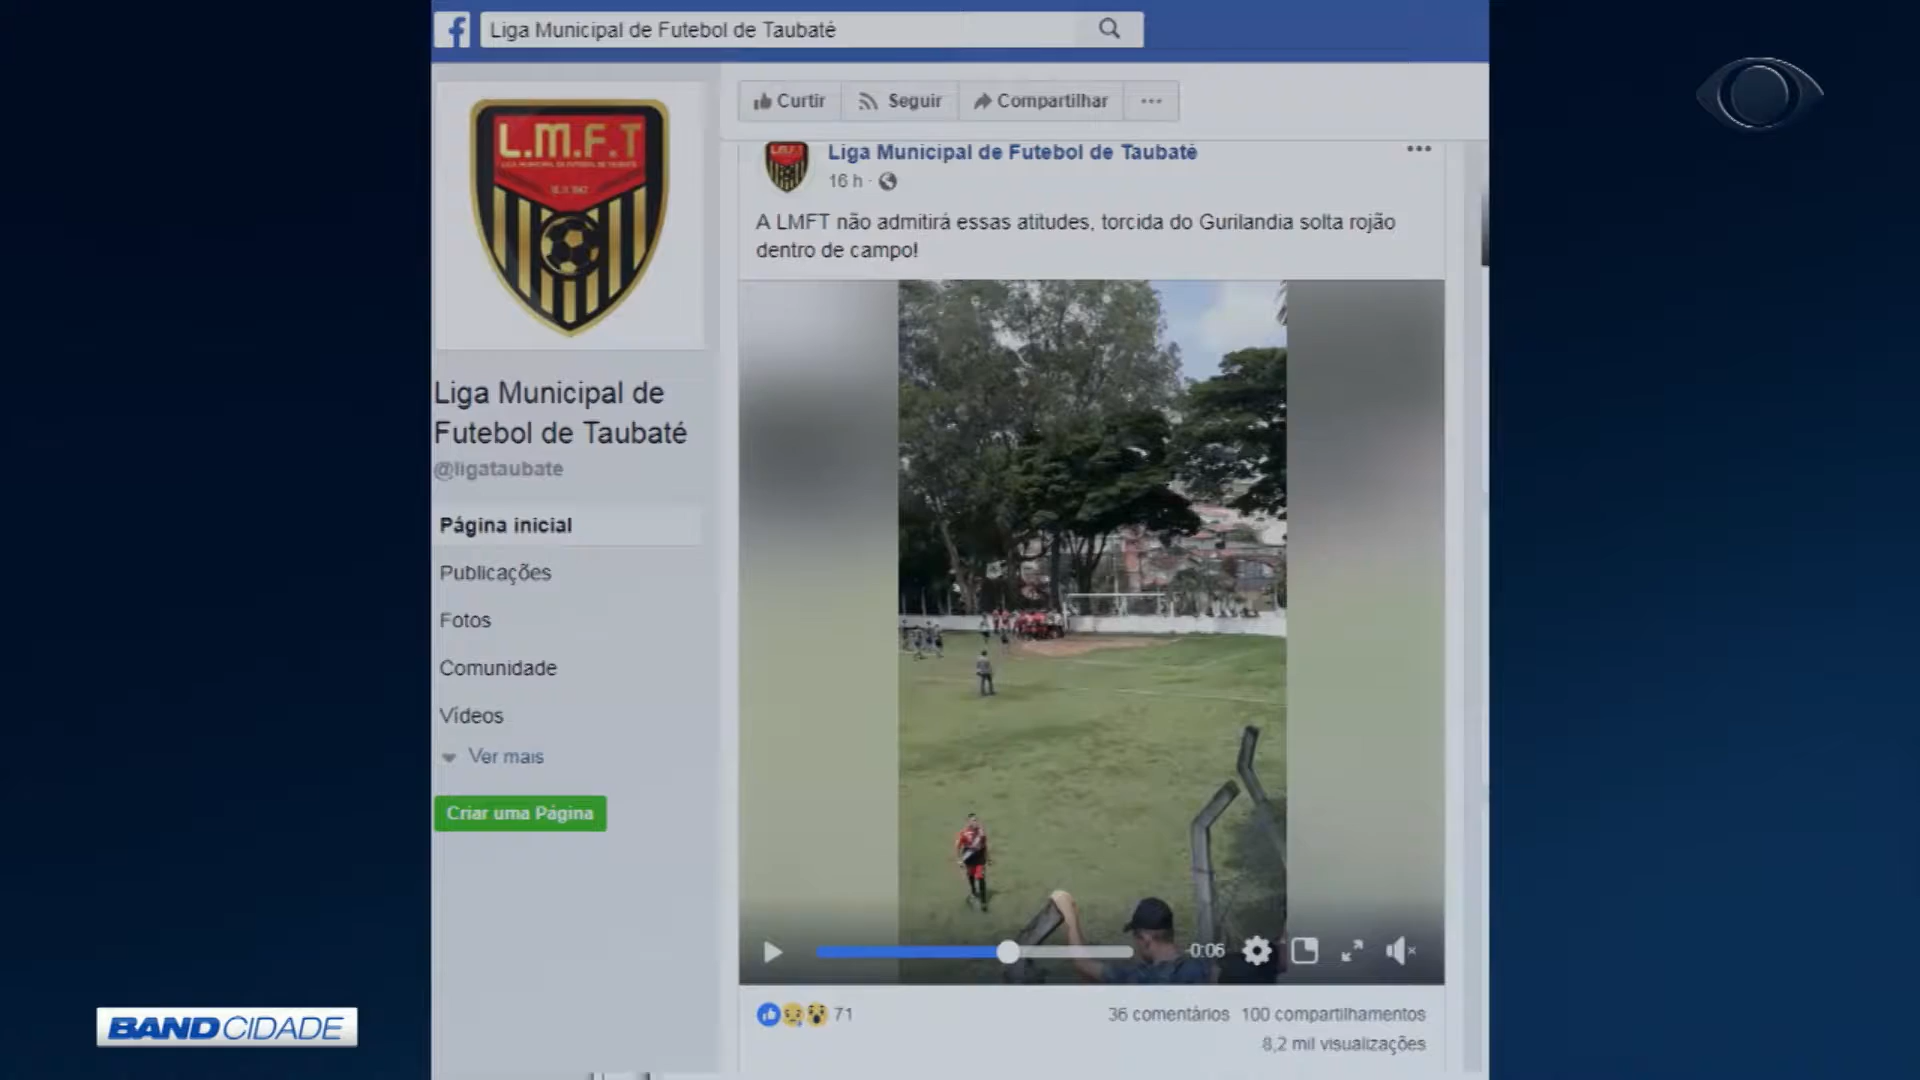 Liga Municipal de Futebol de Taubaté
Curtir
Seguir
Compartilhar
L.M.F.T
Liga Municipal de Futebol de Taubaté
16 h ·
A LMFT não admitirá essas atitudes, torcida do Gurilandia solta rojão
dentro de campo!
Liga Municipal de
Futebol de Taubaté
@ligataubate
Página inicial
Publicações
Fotos
Comunidade
Vídeos
Ver mais
Criar uma Página
-0:06
71
36 comentários 100 compartilhamentos
8,2 mil visualizações
BAND CIDADE